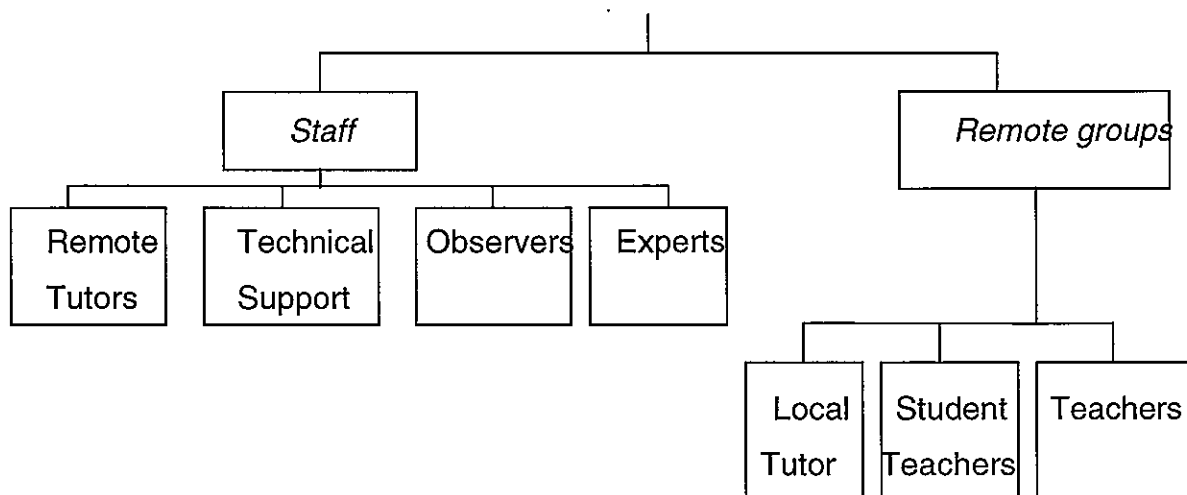 Staff
Remote groups
Remote
Tutors
Technical
Support
Observers
Experts
Local
Tutor
Student
Teachers
Teachers